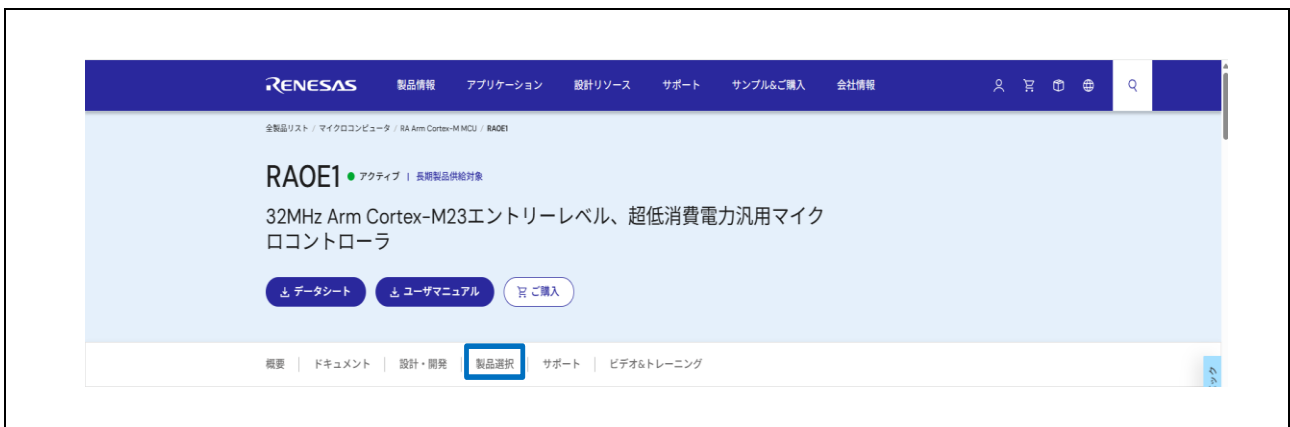 RENESAS 製品情報 アプリケーション 設計リソース サポート サンプル&ご購入 会社情報
全製品リスト / マイクロコンピュータ / RA Arm Cortex-M MCU / RA0E1
RA0E1 アクティブ | 長期製品供給対象
32MHz Arm Cortex-M23エントリーレベル、超低消費電力汎用マイク
ロコントローラ
データシート ユーザマニュアル ご購入
概要 | ドキュメント | 設計・開発 | 製品選択 | サポート | ビデオ&トレーニング